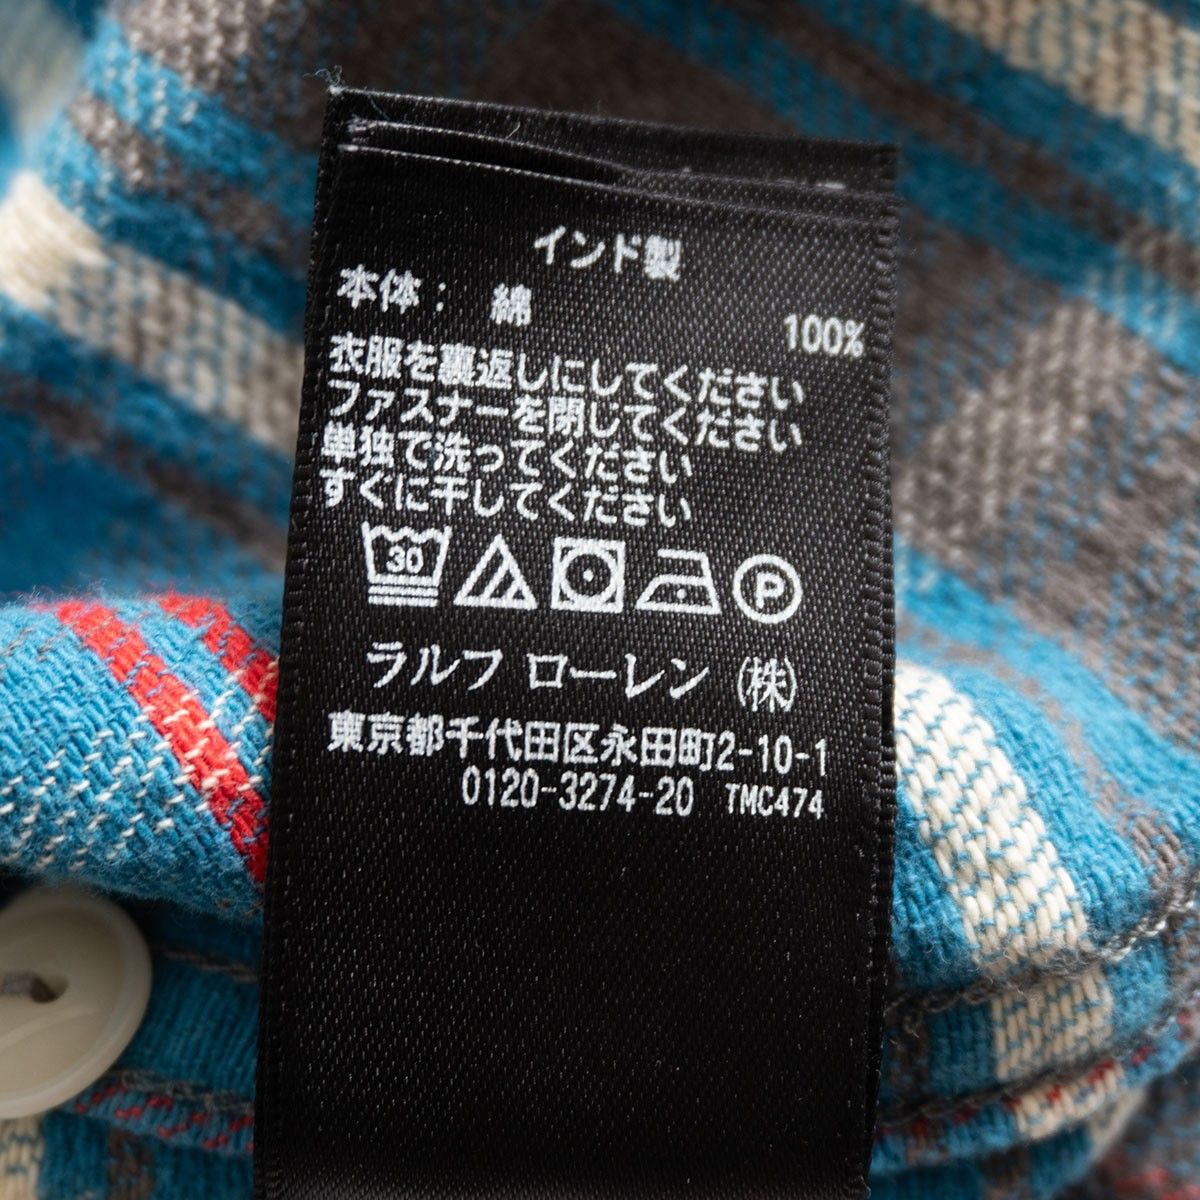 インド製
本体: 綿 100%
衣服を裏返しにしてください
ファスナーを閉じてください
単独で洗ってください
すぐに干してください
30 P
ラルフ ローレン (株)
東京都千代田区永田町2-10-1
0120-3274-20 TMC474